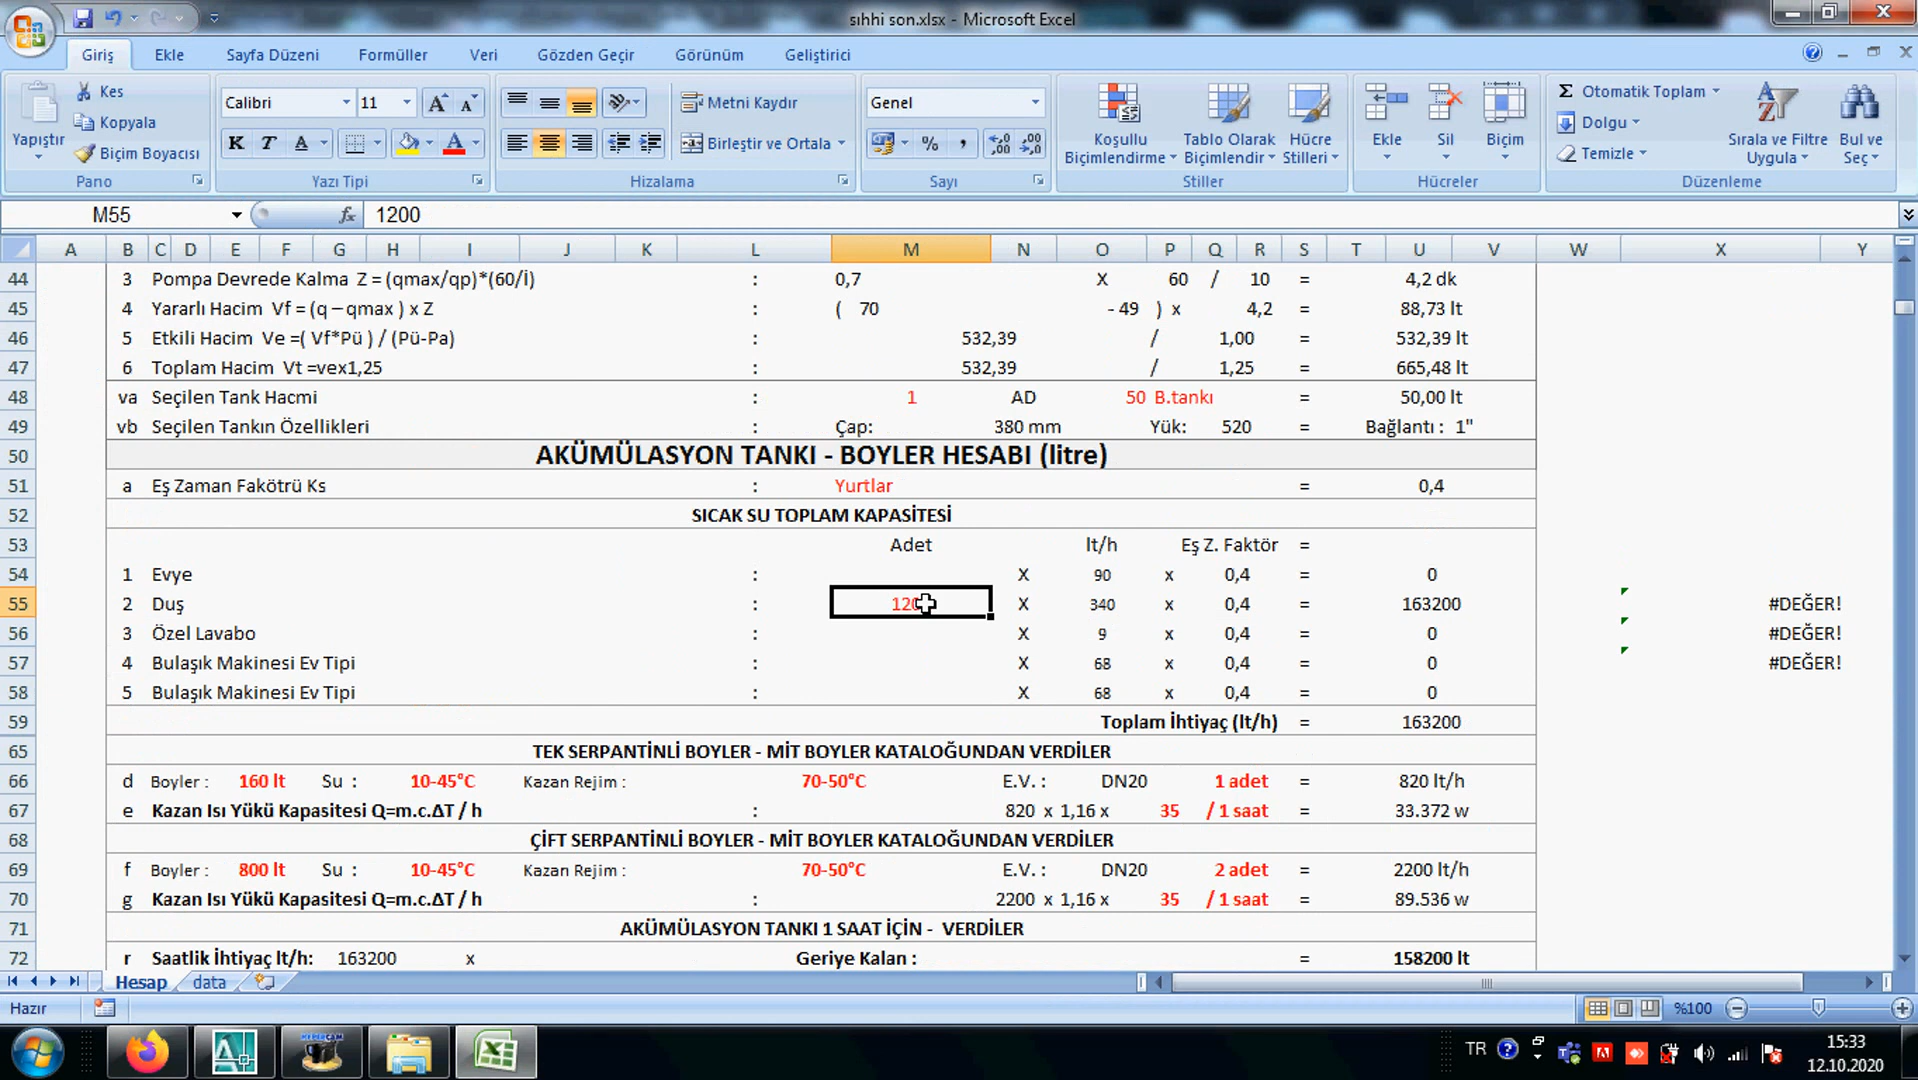 sıhhi son.xlsx - Microsoft Excel
Giriş Ekle Sayfa Düzeni Formüller Veri Gözden Geçir Görünüm Geliştirici
Yapıştır Kes Kopyala Biçim Boyacısı Pano
Calibri 11 K T A Yazı Tipi
Metni Kaydır Birleştir ve Ortala Hizalama
Genel % Sayı
Koşullu Biçimlendirme Tablo Olarak Biçimlendir Hücre Stilleri Stiller
Ekle Sil Biçim Hücreler
Σ Otomatik Toplam Dolgu Temizle Sırala ve Filtre Uygula Bul ve Seç Düzenleme
M55 fx 1200
A B C D E F G H I J K L M N O P Q R S T U V W X Y
44 3 Pompa Devrede Kalma Z = (qmax/qp)*(60/İ) : 0,7 X 60 / 10 = 4,2 dk
45 4 Yararlı Hacim Vf = (q – qmax ) x Z : ( 70 - 49 ) x 4,2 = 88,73 lt
46 5 Etkili Hacim Ve =( Vf*Pü ) / (Pü-Pa) 532,39 / 1,00 = 532,39 lt
47 6 Toplam Hacim Vt =vex1,25 : 532,39 / 1,25 = 665,48 lt
48 va Seçilen Tank Hacmi : 1 AD 50 B.tankı = 50,00 lt
49 vb Seçilen Tankın Özellikleri : Çap: 380 mm Yük: 520 = Bağlantı : 1"
50 AKÜMÜLASYON TANKI - BOYLER HESABI (litre)
51 a Eş Zaman Fakötrü Ks : Yurtlar = 0,4
52 SICAK SU TOPLAM KAPASİTESİ
53 Adet lt/h Eş Z. Faktör =
54 1 Evye : X 90 x 0,4 = 0
55 2 Duş : 120 X 340 x 0,4 = 163200 #DEĞER!
56 3 Özel Lavabo : X 9 x 0,4 = 0 #DEĞER!
57 4 Bulaşık Makinesi Ev Tipi : X 68 x 0,4 = 0 #DEĞER!
58 5 Bulaşık Makinesi Ev Tipi : X 68 x 0,4 = 0
59 Toplam İhtiyaç (lt/h) = 163200
65 TEK SERPANTİNLİ BOYLER - MİT BOYLER KATALOĞUNDAN VERDİLER
66 d Boyler : 160 lt Su : 10-45°C Kazan Rejim : 70-50°C E.V. : DN20 1 adet = 820 lt/h
67 e Kazan Isı Yükü Kapasitesi Q=m.c.ΔT / h : 820 x 1,16 x 35 / 1 saat = 33.372 w
68 ÇİFT SERPANTİNLİ BOYLER - MİT BOYLER KATALOĞUNDAN VERDİLER
69 f Boyler : 800 lt Su : 10-45°C Kazan Rejim : 70-50°C E.V. : DN20 2 adet = 2200 lt/h
70 g Kazan Isı Yükü Kapasitesi Q=m.c.ΔT / h : 2200 x 1,16 x 35 / 1 saat = 89.536 w
71 AKÜMÜLASYON TANKI 1 SAAT İÇİN - VERDİLER
72 r Saatlik İhtiyaç lt/h: 163200 x Geriye Kalan : = 158200 lt
Hesap data
Hazır %100
TR 15:33
12.10.2020